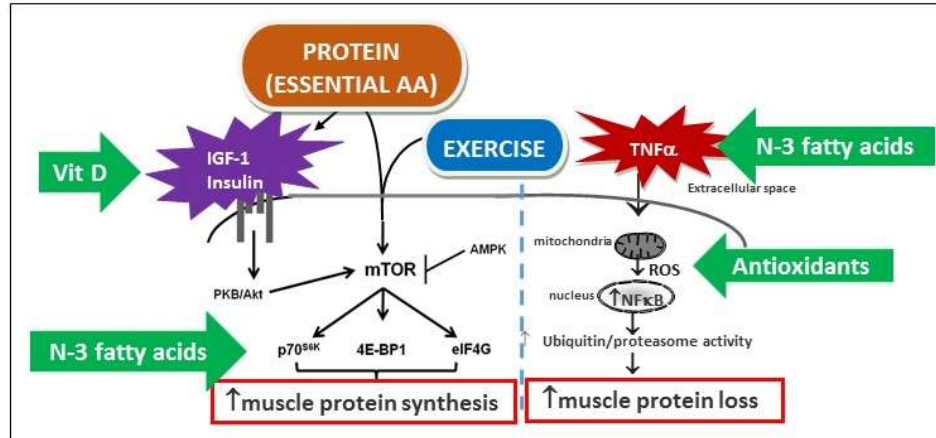 PROTEIN
(ESSENTIAL AA)
EXERCISE
Vit D
IGF-1
Insulin
TNFα
N-3 fatty acids
Extracellular space
mitochondria
ROS
Antioxidants
mTOR
AMPK
PKB/Akt
nucleus
↑NFκB
N-3 fatty acids
p70S6K
4E-BP1
eIF4G
↑
Ubiquitin/proteasome activity
↑muscle protein synthesis
↑muscle protein loss